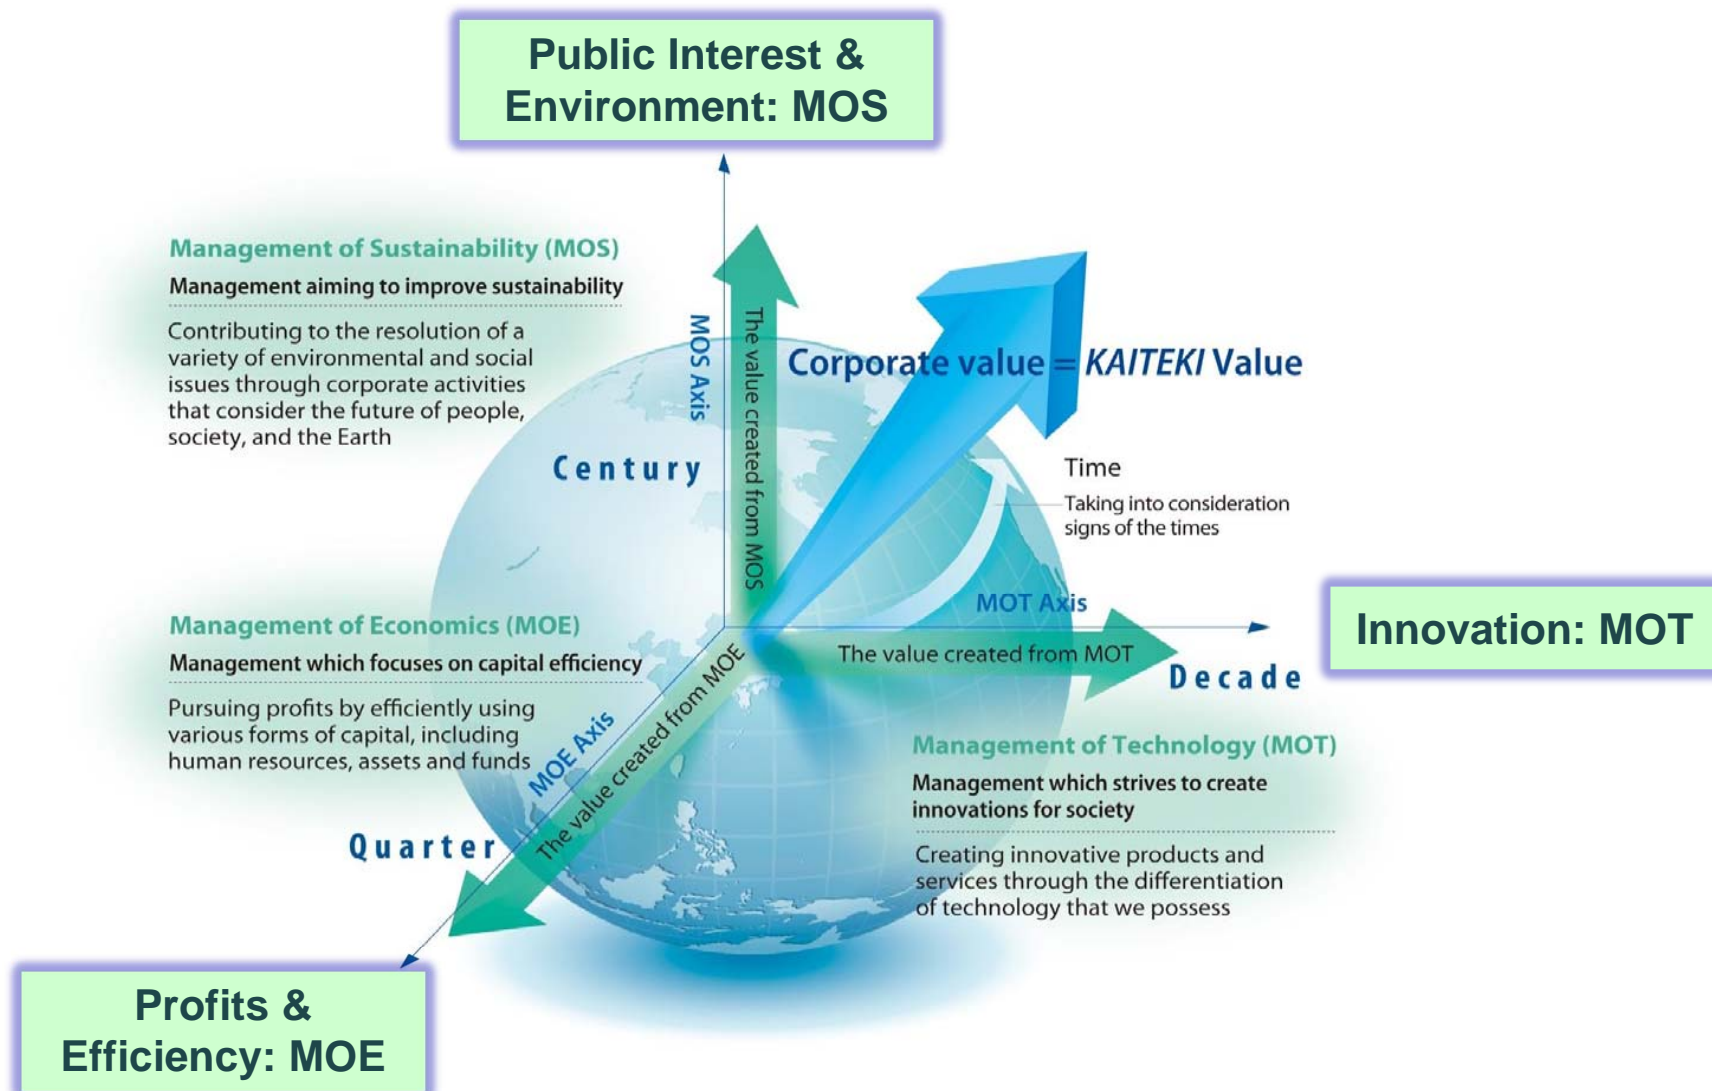 Public Interest &
Environment: MOS
Management of Sustainability (MOS)
Management aiming to improve sustainability
Contributing to the resolution of a
variety of environmental and social
issues through corporate activities
that consider the future of people,
society, and the Earth
MOS Axis
The value created from MOS
Corporate value = KAITEKI Value
Century
Time
Taking into consideration
signs of the times
Management of Economics (MOE)
Management which focuses on capital efficiency
Pursuing profits by efficiently using
various forms of capital, including
human resources, assets and funds
MOE Axis
The value created from MOE
Quarter
MOT Axis
The value created from MOT
Decade
Innovation: MOT
Management of Technology (MOT)
Management which strives to create
innovations for society
Creating innovative products and
services through the differentiation
of technology that we possess
Profits &
Efficiency: MOE